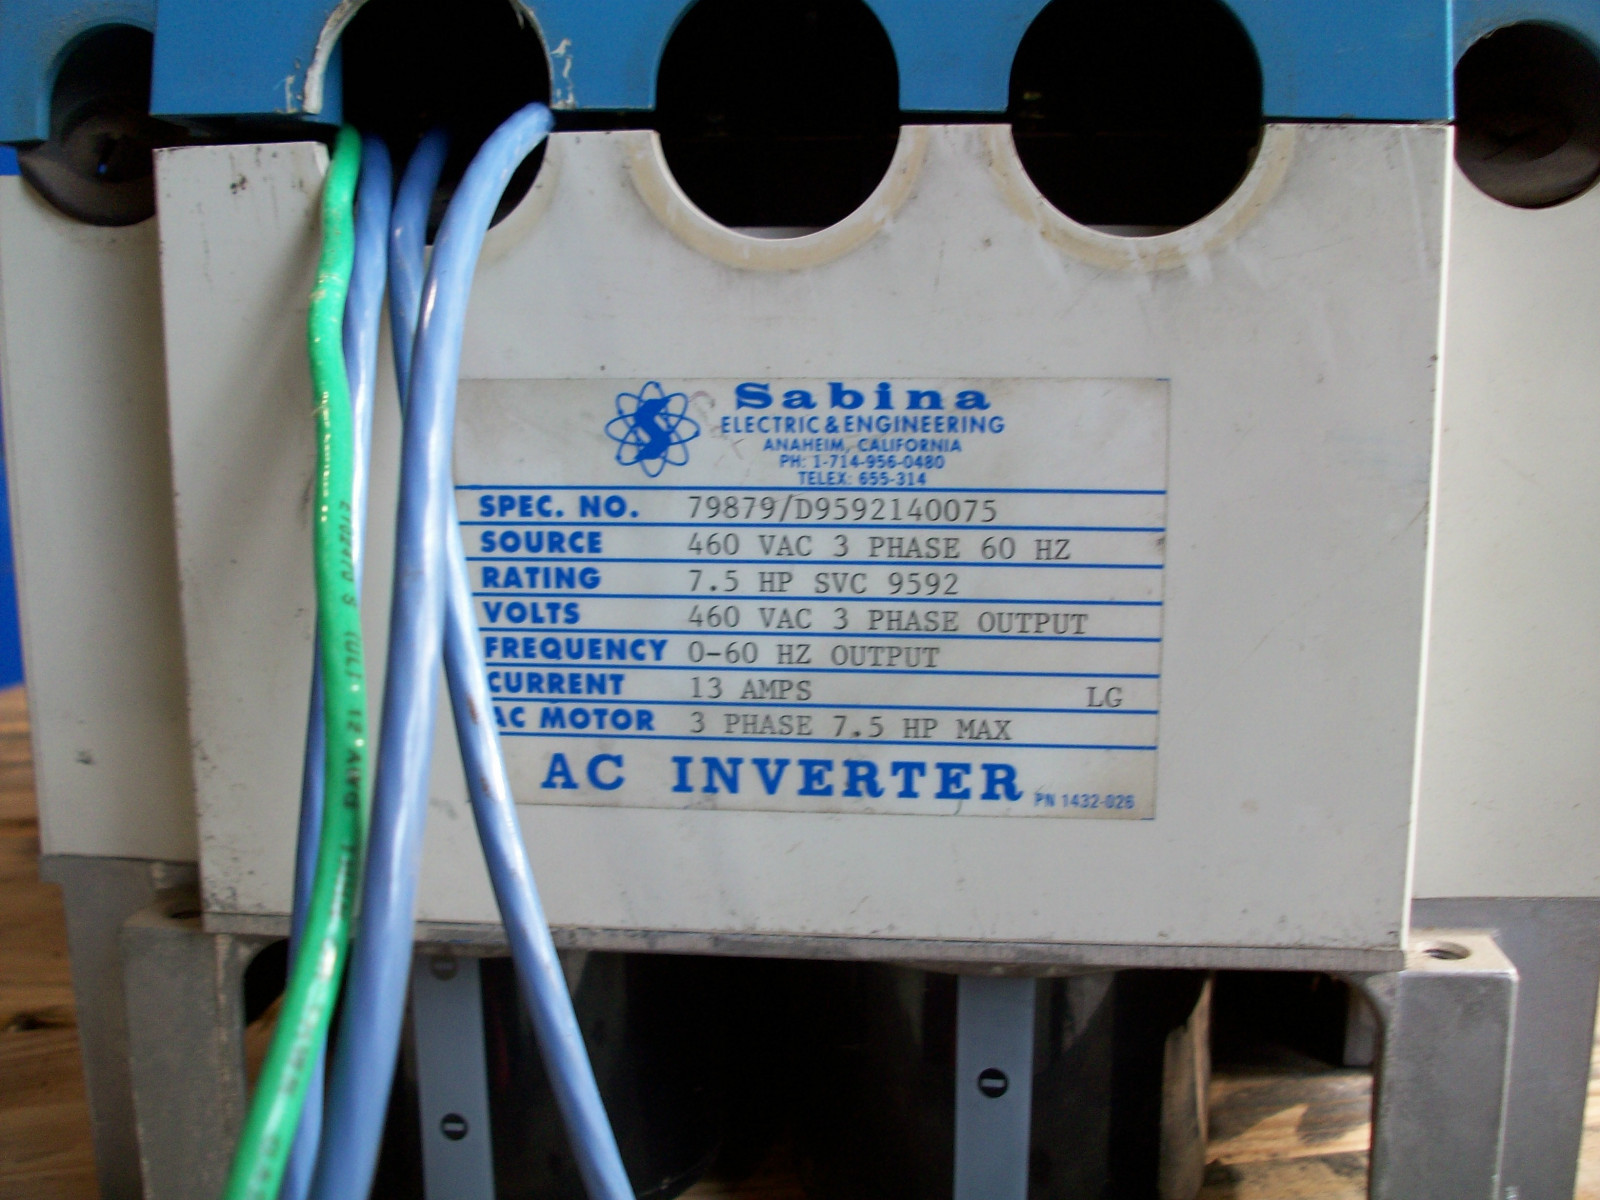 Sabina
ELECTRIC & ENGINEERING
ANAHEIM, CALIFORNIA
PH: 1-714-956-0480
TELEX: 655-314
SPEC. NO. 79879/D9592140075
SOURCE 460 VAC 3 PHASE 60 HZ
RATING 7.5 HP SVC 9592
VOLTS 460 VAC 3 PHASE OUTPUT
FREQUENCY 0-60 HZ OUTPUT
CURRENT 13 AMPS LG
AC MOTOR 3 PHASE 7.5 HP MAX
AC INVERTER PN 1432-026
(UL) 12 AWG